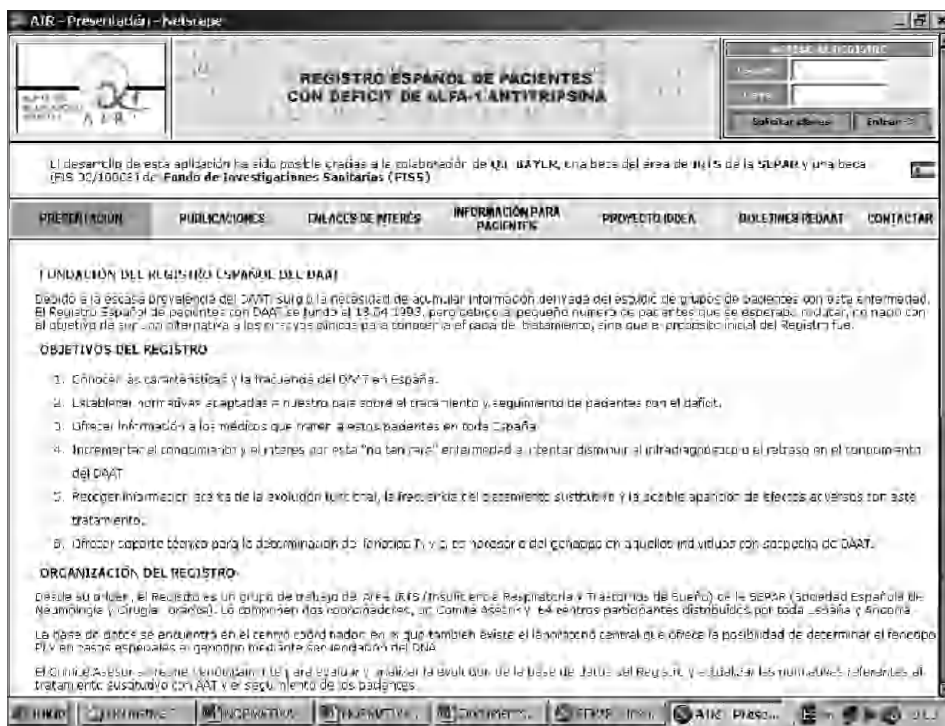 AIR - Presentación - Netscape
REGISTRO ESPAÑOL DE PACIENTES
CON DEFICIT DE ALFA-1 ANTITRIPSINA
Solicitar Entrar
El desarrollo de esta aplicación ha sido posible gracias a la colaboración de BAYER, una beca del área de de la SEPAR y una beca
(FIS de Fondo de Investigaciones Sanitarias (FISS)
PRESENTACION PUBLICACIONES ENLACES DE INTERÉS INFORMACIÓN PARA PACIENTES PROYECTO IDDEA BOLETINES REDAAT CONTACTAR
FUNDACIÓN DEL REGISTRO ESPAÑOL DEL DAAT
Debido a la escasa prevalencia del DAAT, surgió la necesidad de acumular información derivada del estudio de grupos de pacientes con esta enfermedad.
El Registro Español de pacientes con DAAT se fundó el 1993, pero debido al pequeño número de pacientes que se esperaba reclutar, no nació con
el objetivo de ser una alternativa a los ensayos clínicos para conocer la eficacia del tratamiento, sino que el propósito inicial del Registro fue:
OBJETIVOS DEL REGISTRO
1. Conocer las características y la frecuencia del DAAT en España.
2. Establecer normativas adaptadas a nuestro país sobre el tratamiento y seguimiento de pacientes con el déficit.
3. Ofrecer información a los médicos que traten a estos pacientes en toda España
4. Incrementar el conocimiento y el interés por esta "no tan rara" enfermedad e intentar disminuir el infradiagnóstico o el retraso en el conocimiento
del DAAT
5. Recoger información acerca de la evolución funcional, la frecuencia del tratamiento sustitutivo y la posible aparición de efectos adversos con este
tratamiento.
6. Ofrecer soporte técnico para la determinación del fenotipo Pi y si es necesario del genotipo en aquellos individuos con sospecha de DAAT.
ORGANIZACIÓN DEL REGISTRO
Desde su origen, el Registro es un grupo de trabajo del Área (Insuficiencia Respiratoria y Trastornos del Sueño) de la SEPAR (Sociedad Española de
Neumología y Cirugía Torácica). Lo componen dos coordinadores, un Comité Asesor y 64 centros participantes distribuidos por toda España y Andorra.
La base de datos se encuentra en el centro coordinador, en el que también existe el laboratorio central que ofrece la posibilidad de determinar el fenotipo
Pi y en casos especiales el genotipo mediante secuenciación del DNA
El Comité Asesor se reúne para evaluar y analizar la evolución de la base de datos del Registro y actualizar las normativas referentes al
tratamiento sustitutivo con AAT y el seguimiento de los pacientes
Inicio AIR - Prese...